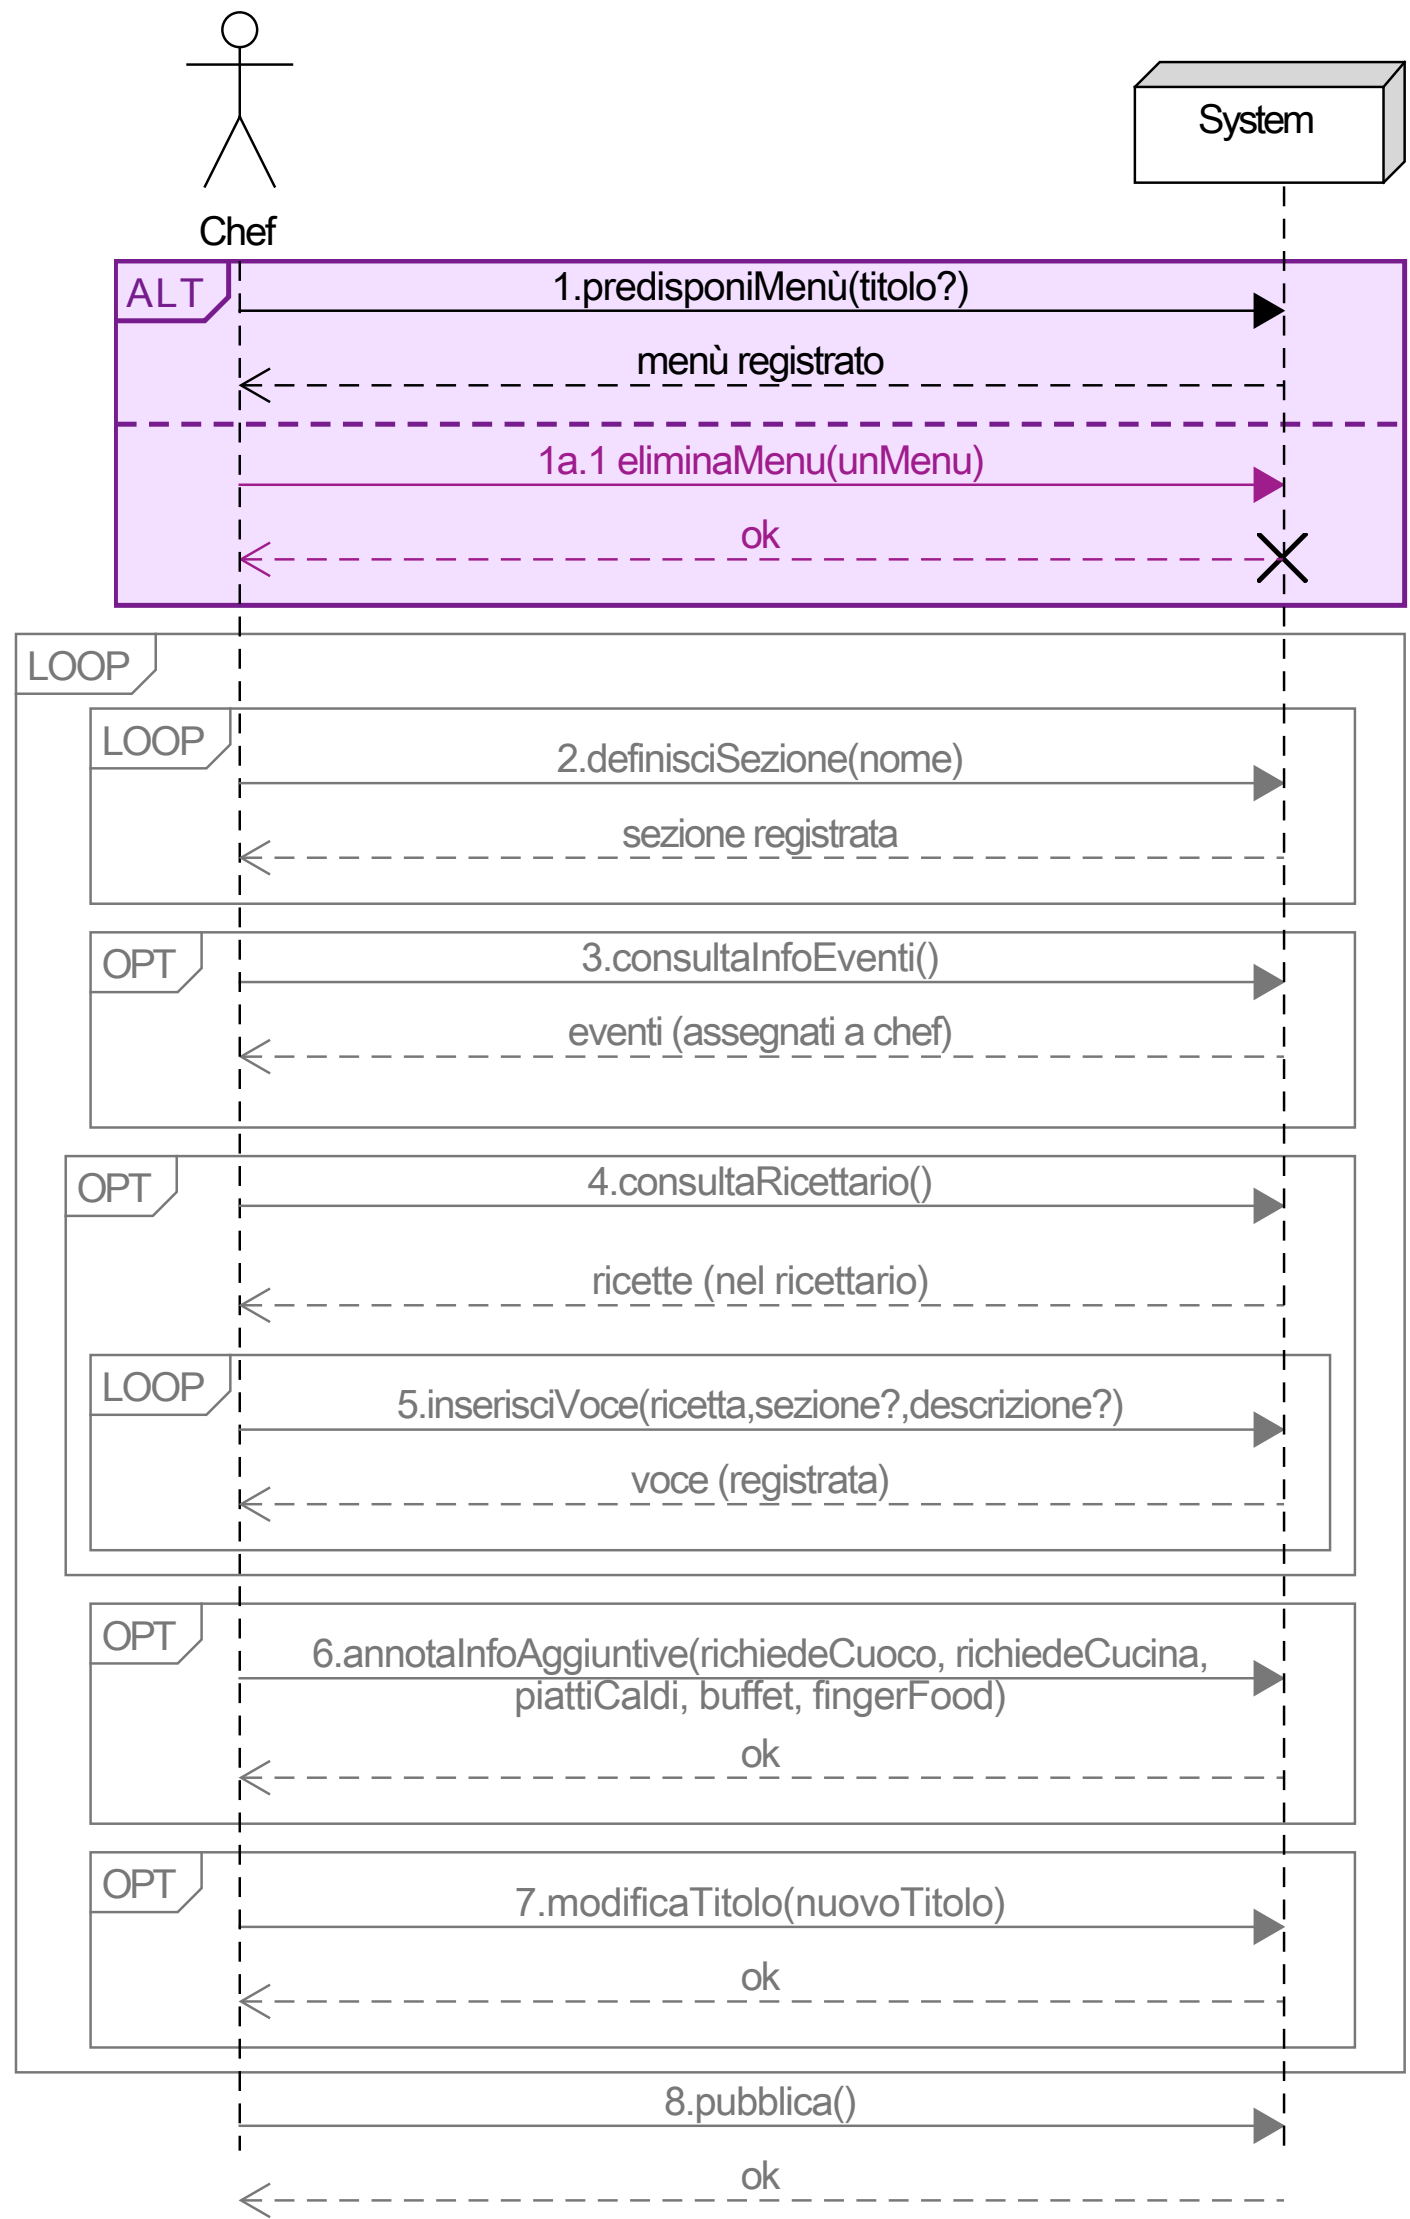 System
Chef
ALT
1.predisponiMenù(titolo?)
menù registrato
1a.1 eliminaMenu(unMenu)
ok
LOOP
LOOP
2.definisciSezione(nome)
sezione registrata
OPT
3.consultaInfoEventi()
eventi (assegnati a chef)
OPT
4.consultaRicettario()
ricette (nel ricettario)
LOOP
5.inserisciVoce(ricetta,sezione?,descrizione?)
voce (registrata)
OPT
6.annotaInfoAggiuntive(richiedeCuoco, richiedeCucina,
piattiCaldi, buffet, fingerFood)
ok
OPT
7.modificaTitolo(nuovoTitolo)
ok
8.pubblica()
ok